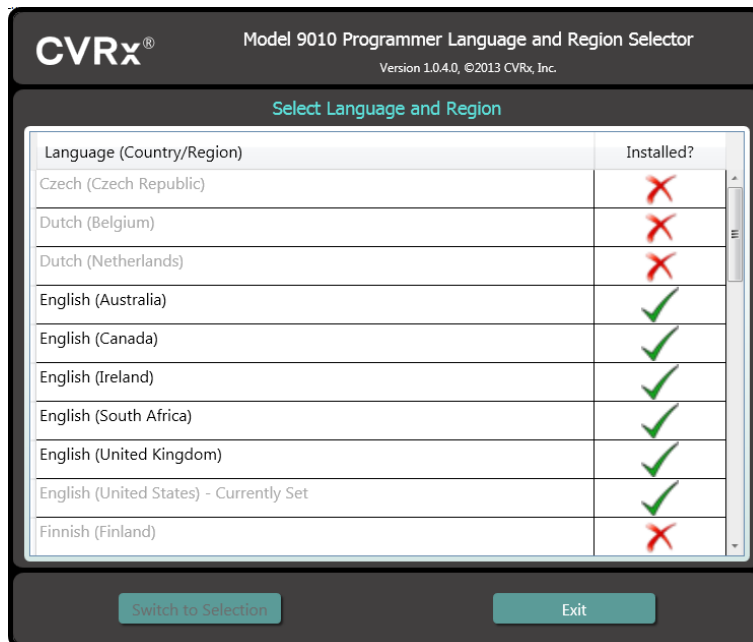 CVRx®
Model 9010 Programmer Language and Region Selector
Version 1.0.4.0, ©2013 CVRx, Inc.
Select Language and Region
Language (Country/Region) Installed?
Czech (Czech Republic)
Dutch (Belgium)
Dutch (Netherlands)
English (Australia)
English (Canada)
English (Ireland)
English (South Africa)
English (United Kingdom)
English (United States) - Currently Set
Finnish (Finland)
Switch to Selection Exit